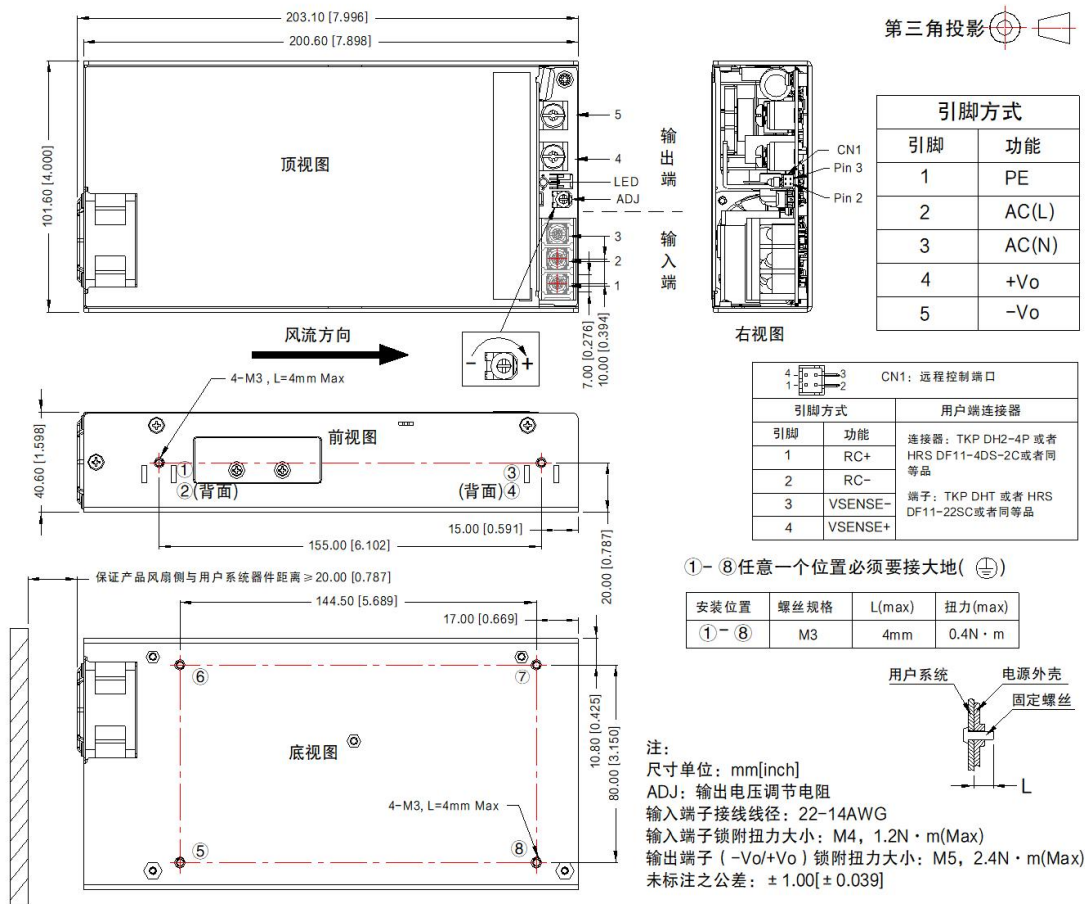 203.10 [7.996]
200.60 [7.898]
第三角投影
101.60 [4.000]
顶视图
5
4
LED
ADJ
3
2
1
输出端
输入端
CN1
Pin 3
Pin 2
右视图
引脚方式
引脚 功能
1 PE
2 AC(L)
3 AC(N)
4 +Vo
5 -Vo
风流方向
- +
7.00 [0.276]
10.00 [0.394]
4-M3 , L=4mm Max
40.60 [1.598]
前视图
①
②(背面)
③
(背面)④
15.00 [0.591]
155.00 [6.102]
20.00 [0.787]
4 3
1 2
CN1: 远程控制端口
引脚方式 用户端连接器
引脚 功能
1 RC+
2 RC-
3 VSENSE-
4 VSENSE+
连接器: TKP DH2-4P 或者
HRS DF11-4DS-2C或者同
等品
端子: TKP DHT 或者 HRS
DF11-22SC或者同等品
①-⑧任意一个位置必须要接大地( )
安装位置 螺丝规格 L(max) 扭力(max)
①-⑧ M3 4mm 0.4N·m
保证产品风扇侧与用户系统器件距离≥20.00 [0.787]
144.50 [5.689]
17.00 [0.669]
⑥
⑦
底视图
10.80 [0.425]
80.00 [3.150]
4-M3, L=4mm Max
⑤
⑧
用户系统
电源外壳
固定螺丝
L
注:
尺寸单位: mm[inch]
ADJ: 输出电压调节电阻
输入端子接线线径: 22-14AWG
输入端子锁附扭力大小: M4, 1.2N·m(Max)
输出端子(-Vo/+Vo)锁附扭力大小: M5, 2.4N·m(Max)
未标注之公差: ±1.00[±0.039]